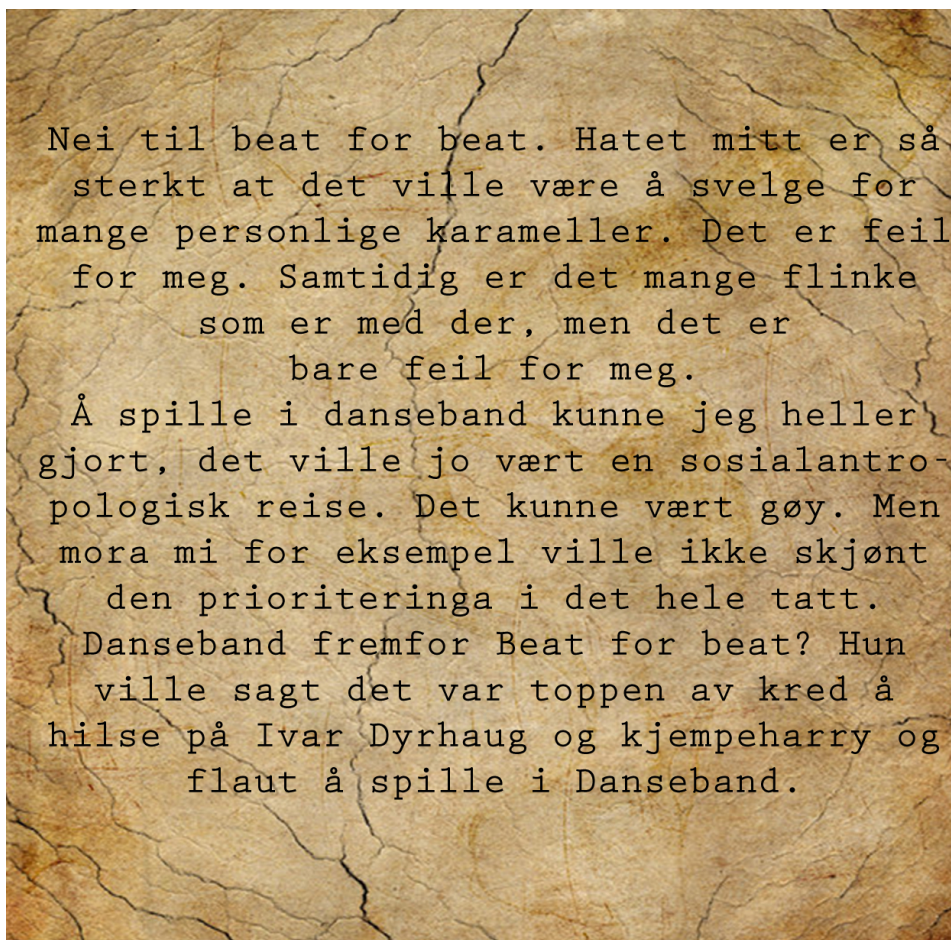 Nei til beat for beat. Hatet mitt er så
sterkt at det ville være å svelge for
mange personlige karameller. Det er feil
for meg. Samtidig er det mange flinke
som er med der, men det er
bare feil for meg.
Å spille i danseband kunne jeg heller
gjort, det ville jo vært en sosialantro-
pologisk reise. Det kunne vært gøy. Men
mora mi for eksempel ville ikke skjønt
den prioriteringa i det hele tatt.
Danseband fremfor Beat for beat? Hun
ville sagt det var toppen av kred å
hilse på Ivar Dyrhaug og kjempeharry og
flaut å spille i Danseband.